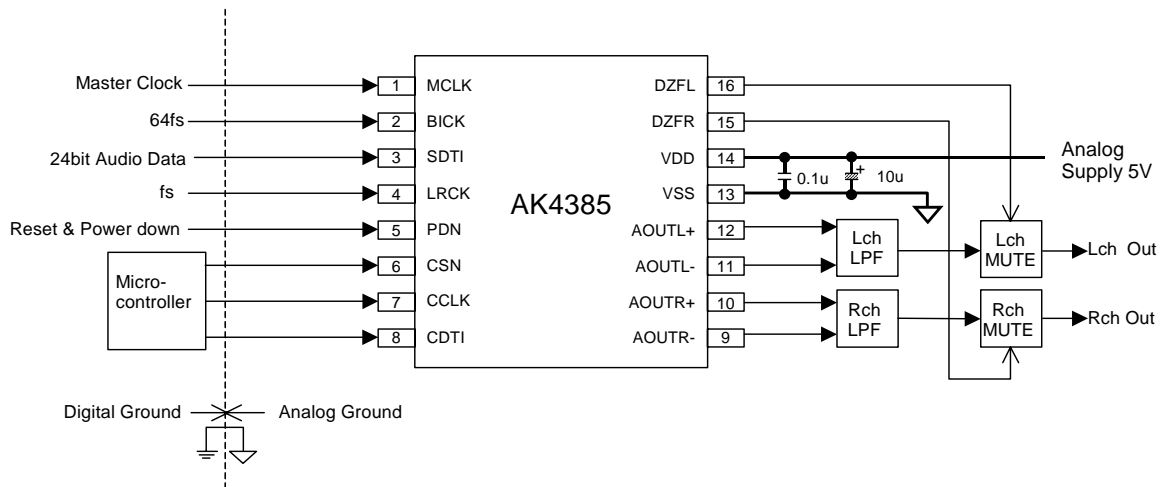 Master Clock
64fs
24bit Audio Data
fs
Reset & Power down
Micro-
controller
1
2
3
4
5
6
7
8
MCLK
BICK
SDTI
LRCK
PDN
CSN
CCLK
CDTI
AK4385
DZFL
DZFR
VDD
VSS
AOUTL+
AOUTL-
AOUTR+
AOUTR-
16
15
14
13
12
11
10
9
0.1u
+
10u
Analog
Supply 5V
Lch
LPF
Lch
MUTE
Lch Out
Rch
LPF
Rch
MUTE
Rch Out
Digital Ground
Analog Ground